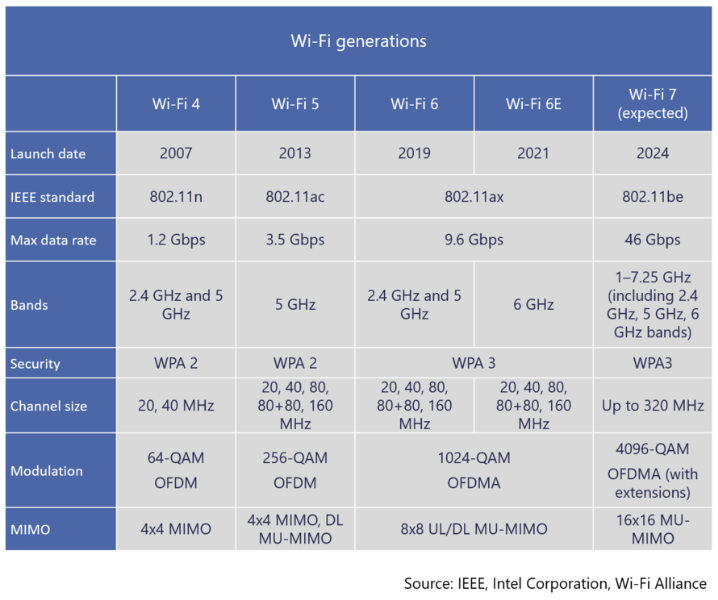 Wi-Fi generations
Wi-Fi 4
Wi-Fi 5
Wi-Fi 6
Wi-Fi 6E
Wi-Fi 7
(expected)
Launch date
2007
2013
2019
2021
2024
IEEE standard
802.11n
802.11ac
802.11ax
802.11be
Max data rate
1.2 Gbps
3.5 Gbps
9.6 Gbps
46 Gbps
Bands
2.4 GHz and 5
GHz
5 GHz
2.4 GHz and 5
GHz
6 GHz
1–7.25 GHz
(including 2.4
GHz, 5 GHz, 6
GHz bands)
Security
WPA 2
WPA 2
WPA 3
WPA3
Channel size
20, 40 MHz
20, 40, 80,
80+80, 160
MHz
20, 40, 80,
80+80, 160
MHz
20, 40, 80,
80+80, 160
MHz
Up to 320 MHz
Modulation
64-QAM
OFDM
256-QAM
OFDM
1024-QAM
OFDMA
4096-QAM
OFDMA (with
extensions)
MIMO
4x4 MIMO
4x4 MIMO, DL
MU-MIMO
8x8 UL/DL MU-MIMO
16x16 MU-
MIMO
Source: IEEE, Intel Corporation, Wi-Fi Alliance